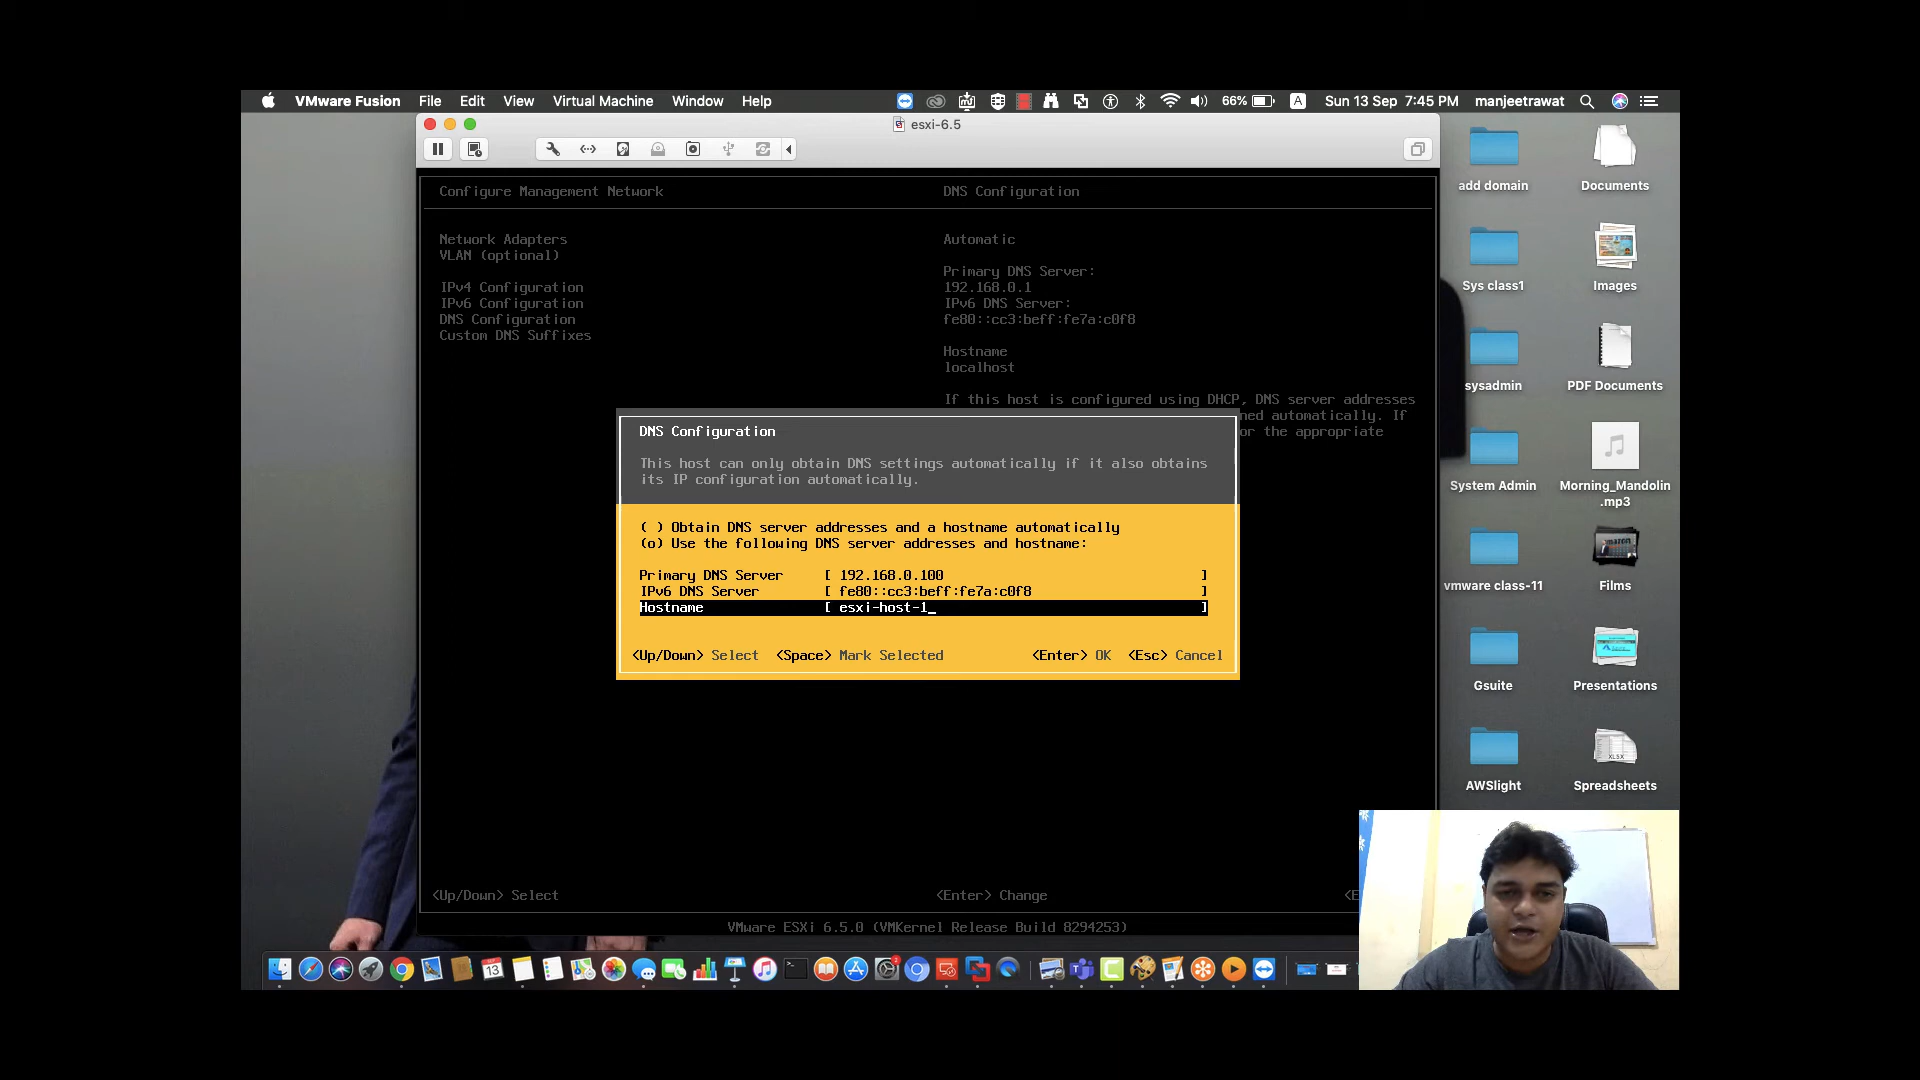 VMware Fusion File Edit View Virtual Machine Window Help
66% A Sun 13 Sep 7:45 PM manjeetrawat
esxi-6.5
Configure Management Network
DNS Configuration
Network Adapters
VLAN (optional)
IPv4 Configuration
IPv6 Configuration
DNS Configuration
Custom DNS Suffixes
Automatic
Primary DNS Server:
192.168.0.1
IPv6 DNS Server:
fe80::cc3:beff:fe7a:c0f8
Hostname
localhost
If this host is configured using DHCP, DNS server addresses
ned automatically. If
or the appropriate
DNS Configuration
This host can only obtain DNS settings automatically if it also obtains
its IP configuration automatically.
( ) Obtain DNS server addresses and a hostname automatically
(o) Use the following DNS server addresses and hostname:
Primary DNS Server [ 192.168.0.100 ]
IPv6 DNS Server [ fe80::cc3:beff:fe7a:c0f8 ]
Hostname [ esxi-host-1_ ]
<Up/Down> Select <Space> Mark Selected <Enter> OK <Esc> Cancel
<Up/Down> Select <Enter> Change <E
VMware ESXi 6.5.0 (VMKernel Release Build 8294253)
add domain
Documents
Sys class1
Images
sysadmin
PDF Documents
System Admin
Morning_Mandolin
.mp3
vmware class-11
Films
Gsuite
Presentations
AWSlight
XLSX
Spreadsheets
13